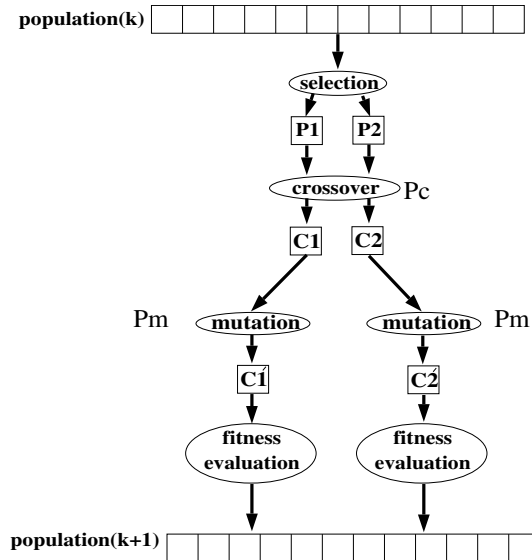 population(k)
selection
P1 P2
crossover Pc
C1 C2
Pm mutation mutation Pm
C1́ C2́
fitness evaluation fitness evaluation
population(k+1)